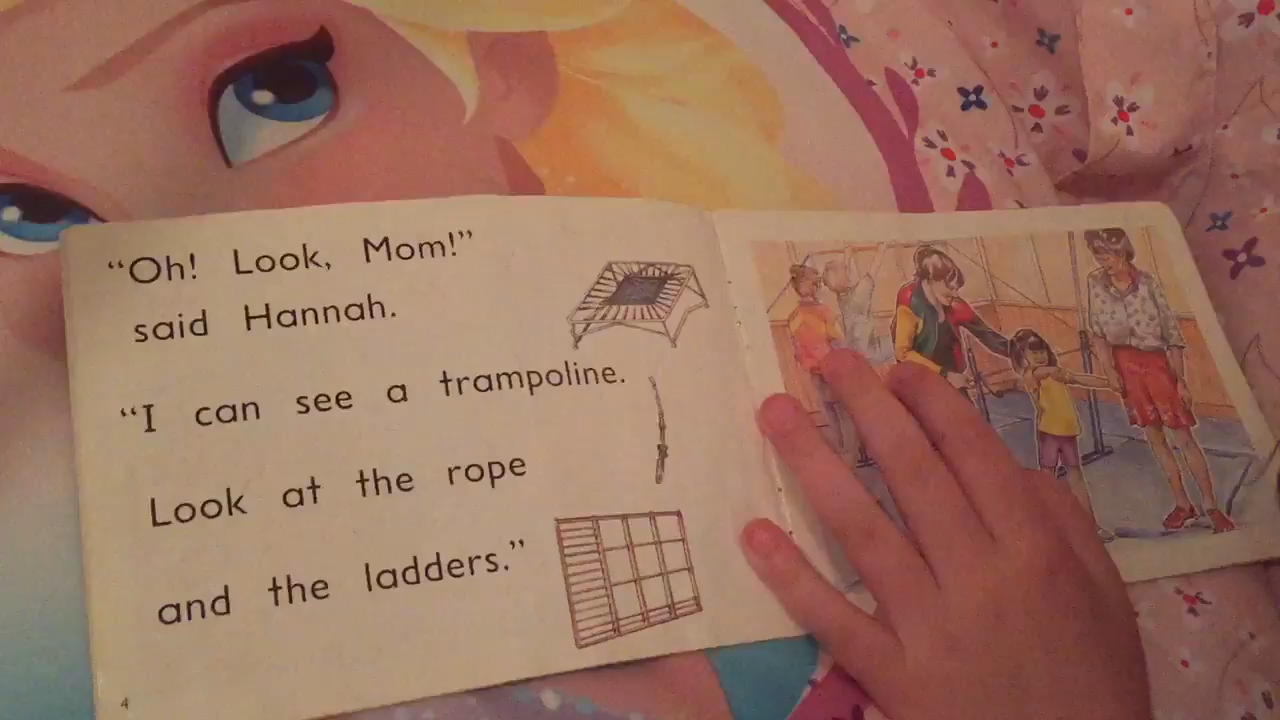 “Oh! Look, Mom!”
said Hannah.
“I can see a trampoline.
Look at the rope
and the ladders.”
4